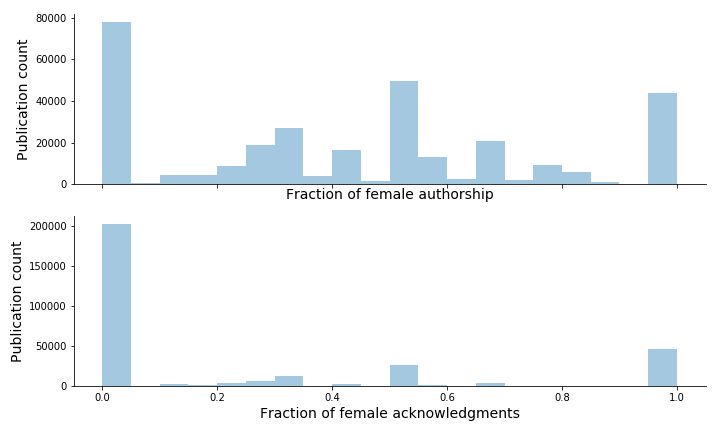 80000
60000
40000
20000
0
Publication count
Fraction of female authorship
200000
150000
100000
50000
0
Publication count
0.0 0.2 0.4 0.6 0.8 1.0
Fraction of female acknowledgments